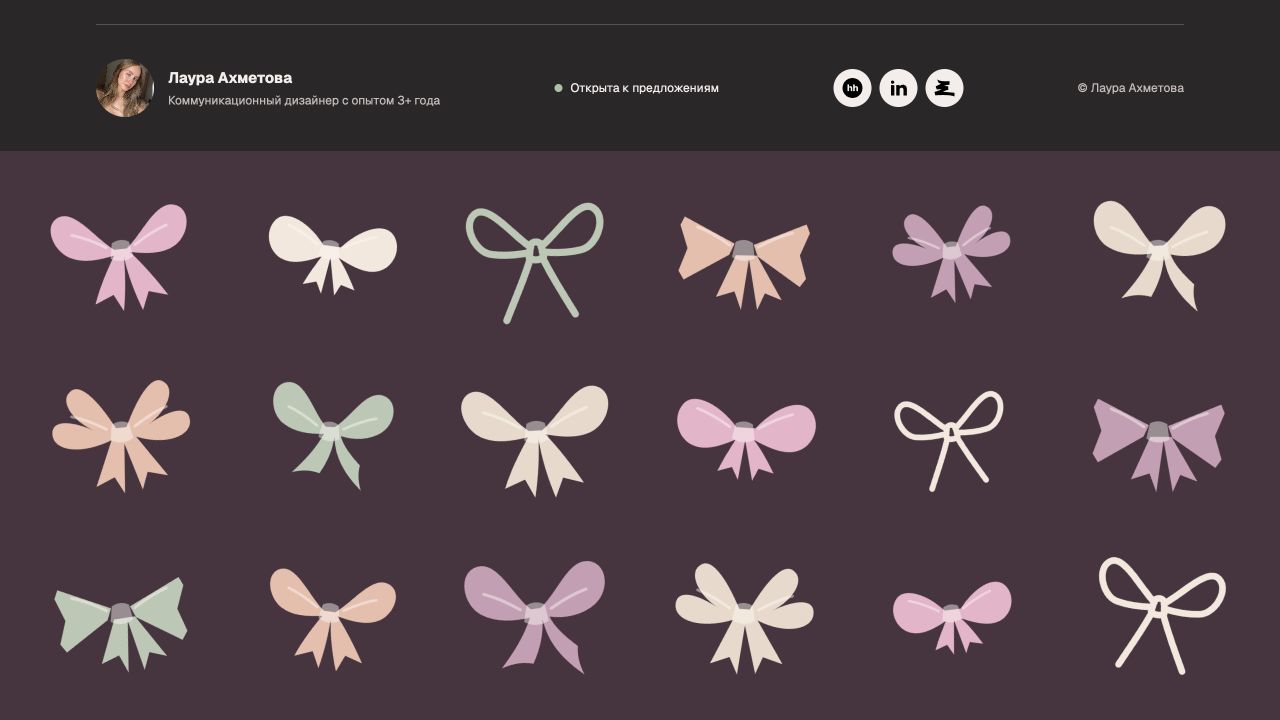 Лаура Ахметова
Коммуникационный дизайнер с опытом 3+ года
Открыта к предложениям
hh
in
© Лаура Ахметова